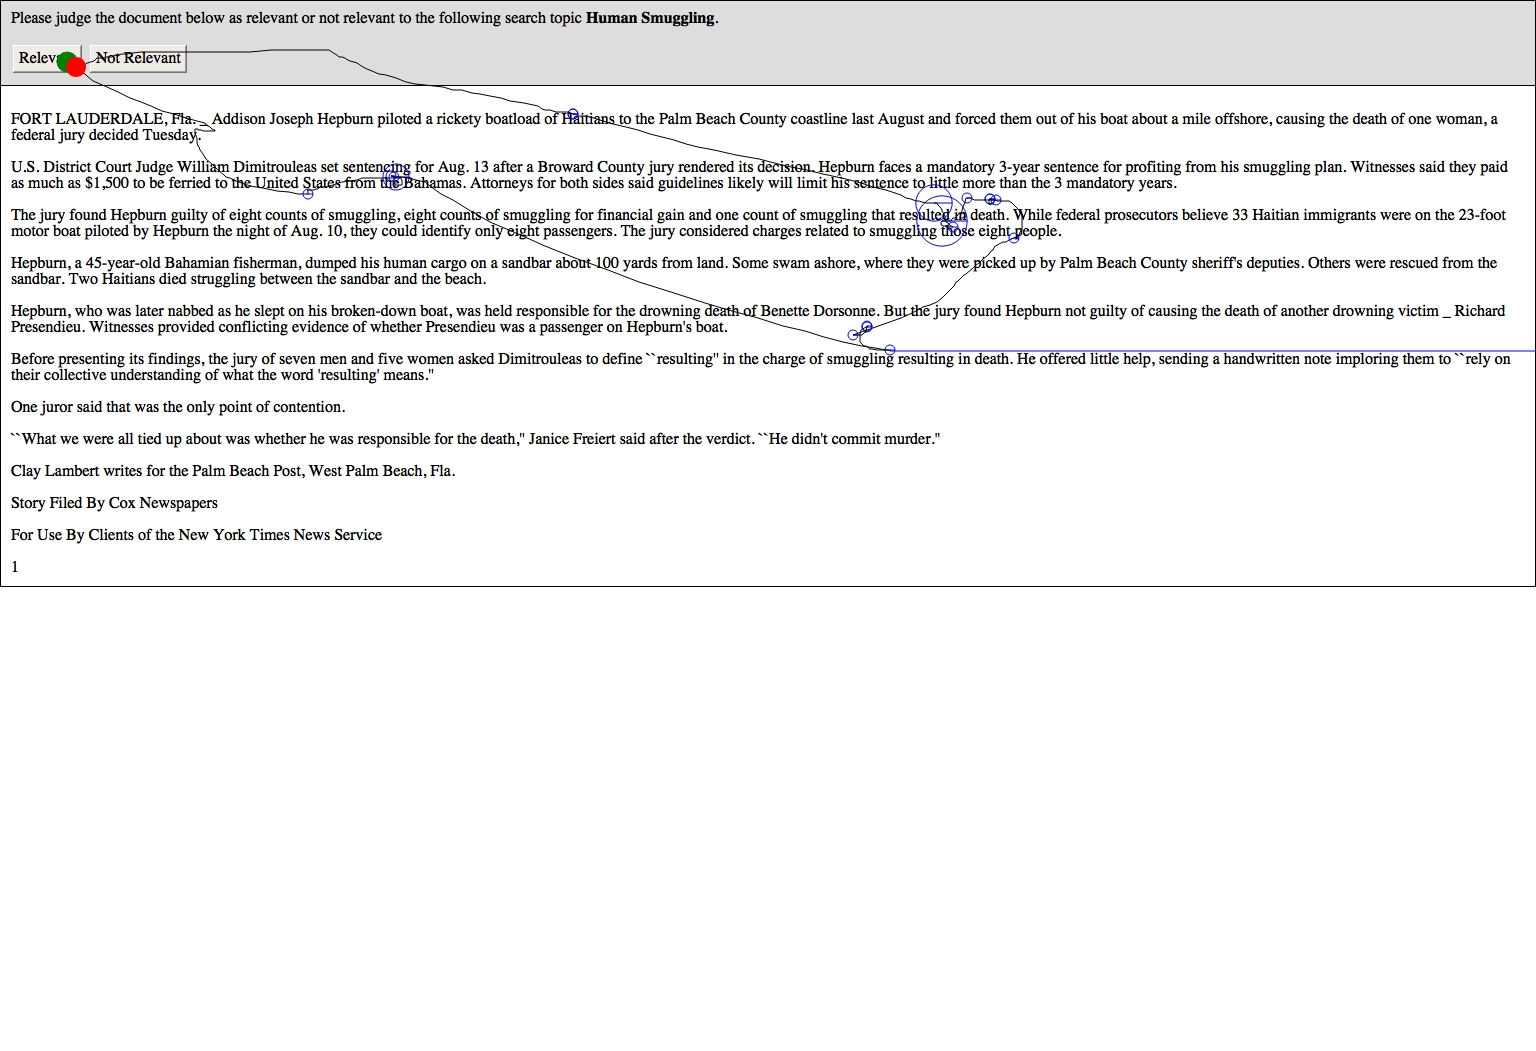 Please judge the document below as relevant or not relevant to the following search topic Human Smuggling.
Not Relevant
FORT LAUDERDALE, Fla. _ Addison Joseph Hepburn piloted a rickety boatload of Haitians to the Palm Beach County coastline last August and forced them out of his boat about a mile offshore, causing the death of one woman, a
federal jury decided Tuesday.
U.S. District Court Judge William Dimitrouleas set sentencing for Aug. 13 after a Broward County jury rendered its decision. Hepburn faces a mandatory 3-year sentence for profiting from his smuggling plan. Witnesses said they paid
as much as $1,500 to be ferried to the United States from the Bahamas. Attorneys for both sides said guidelines likely will limit his sentence to little more than the 3 mandatory years.
The jury found Hepburn guilty of eight counts of smuggling, eight counts of smuggling for financial gain and one count of smuggling that resulted in death. While federal prosecutors believe 33 Haitian immigrants were on the 23-foot
motor boat piloted by Hepburn the night of Aug. 10, they could identify only eight passengers. The jury considered charges related to smuggling those eight people.
Hepburn, a 45-year-old Bahamian fisherman, dumped his human cargo on a sandbar about 100 yards from land. Some swam ashore, where they were picked up by Palm Beach County sheriff's deputies. Others were rescued from the
sandbar. Two Haitians died struggling between the sandbar and the beach.
Hepburn, who was later nabbed as he slept on his broken-down boat, was held responsible for the drowning death of Benette Dorsonne. But the jury found Hepburn not guilty of causing the death of another drowning victim _ Richard
Presendieu. Witnesses provided conflicting evidence of whether Presendieu was a passenger on Hepburn's boat.
Before presenting its findings, the jury of seven men and five women asked Dimitrouleas to define ``resulting'' in the charge of smuggling resulting in death. He offered little help, sending a handwritten note imploring them to ``rely on
their collective understanding of what the word 'resulting' means.''
One juror said that was the only point of contention.
``What we were all tied up about was whether he was responsible for the death,'' Janice Freiert said after the verdict. ``He didn't commit murder.''
Clay Lambert writes for the Palm Beach Post, West Palm Beach, Fla.
Story Filed By Cox Newspapers
For Use By Clients of the New York Times News Service
1